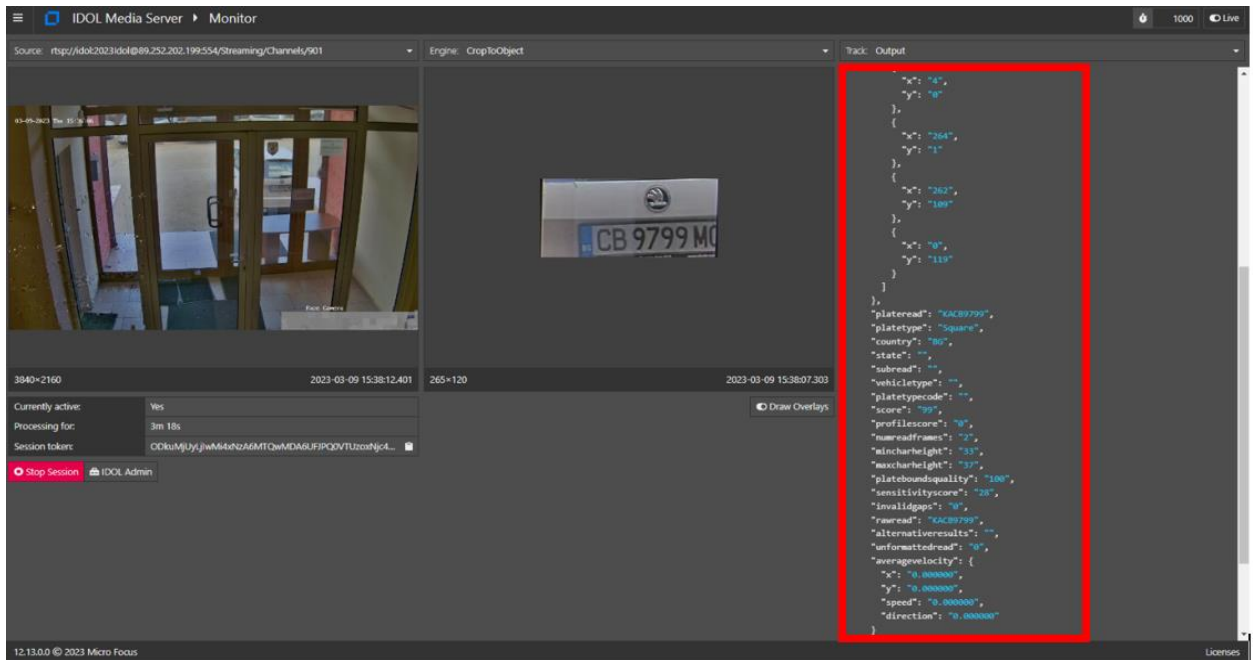 IDOL Media Server ▸ Monitor
1000 Live
Source: rtsp://idol:2023Idol@89.252.202.199:554/Streaming/Channels/901
Engine: CropToObject
Track: Output
03-09-2023 Thu
Face Camera
CB 9799
3840×2160 2023-03-09 15:38:12.401
265×120 2023-03-09 15:38:07.303
Currently active: Yes
Processing for: 3m 18s
Session token:
Draw Overlays
Stop Session IDOL Admin
"x": "4",
"y": "0"
},
{
"x": "264",
"y": "1"
},
{
"x": "262",
"y": "109"
},
{
"x": "0",
"y": "119"
}
]
},
"plateread": "KACB9799",
"platetype": "Square",
"country": "BG",
"state": "",
"subread": "",
"vehicletype": "",
"platetypecode": "",
"score": "99",
"profilescore": "0",
"numreadframes": "2",
"mincharheight": "33",
"maxcharheight": "37",
"plateboundsquality": "100",
"sensitivityscore": "28",
"invalidgaps": "0",
"rawread": "KACB9799",
"alternativeresults": "",
"unformattedread": "0",
"averagevelocity": {
"x": "0.000000",
"y": "0.000000",
"speed": "0.000000",
"direction": "0.000000"
}
12.13.0.0 © 2023 Micro Focus
Licenses